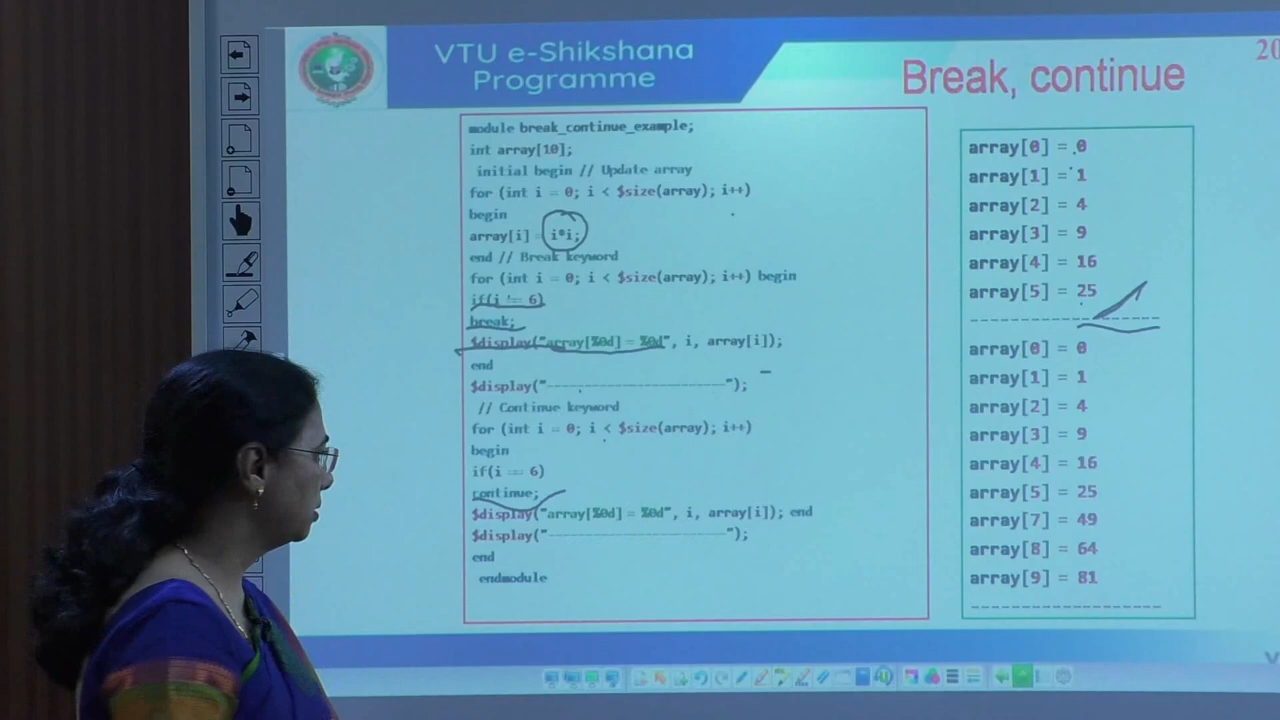 VTU e-Shikshana
Programme
Break, continue
20
module break_continue_example;
int array[10];
initial begin // Update array
for (int i = 0; i < $size(array); i++)
begin
array[i] = i*i;
end // Break keyword
for (int i = 0; i < $size(array); i++) begin
if(i == 6)
break;
$display("array[%0d] = %0d", i, array[i]);
end
$display("-------------------------");
// Continue keyword
for (int i = 0; i < $size(array); i++)
begin
if(i == 6)
continue;
$display("array[%0d] = %0d", i, array[i]); end
$display("-------------------------");
end
endmodule
array[0] = 0
array[1] = 1
array[2] = 4
array[3] = 9
array[4] = 16
array[5] = 25
-------------------------
array[0] = 0
array[1] = 1
array[2] = 4
array[3] = 9
array[4] = 16
array[5] = 25
array[7] = 49
array[8] = 64
array[9] = 81
-------------------------